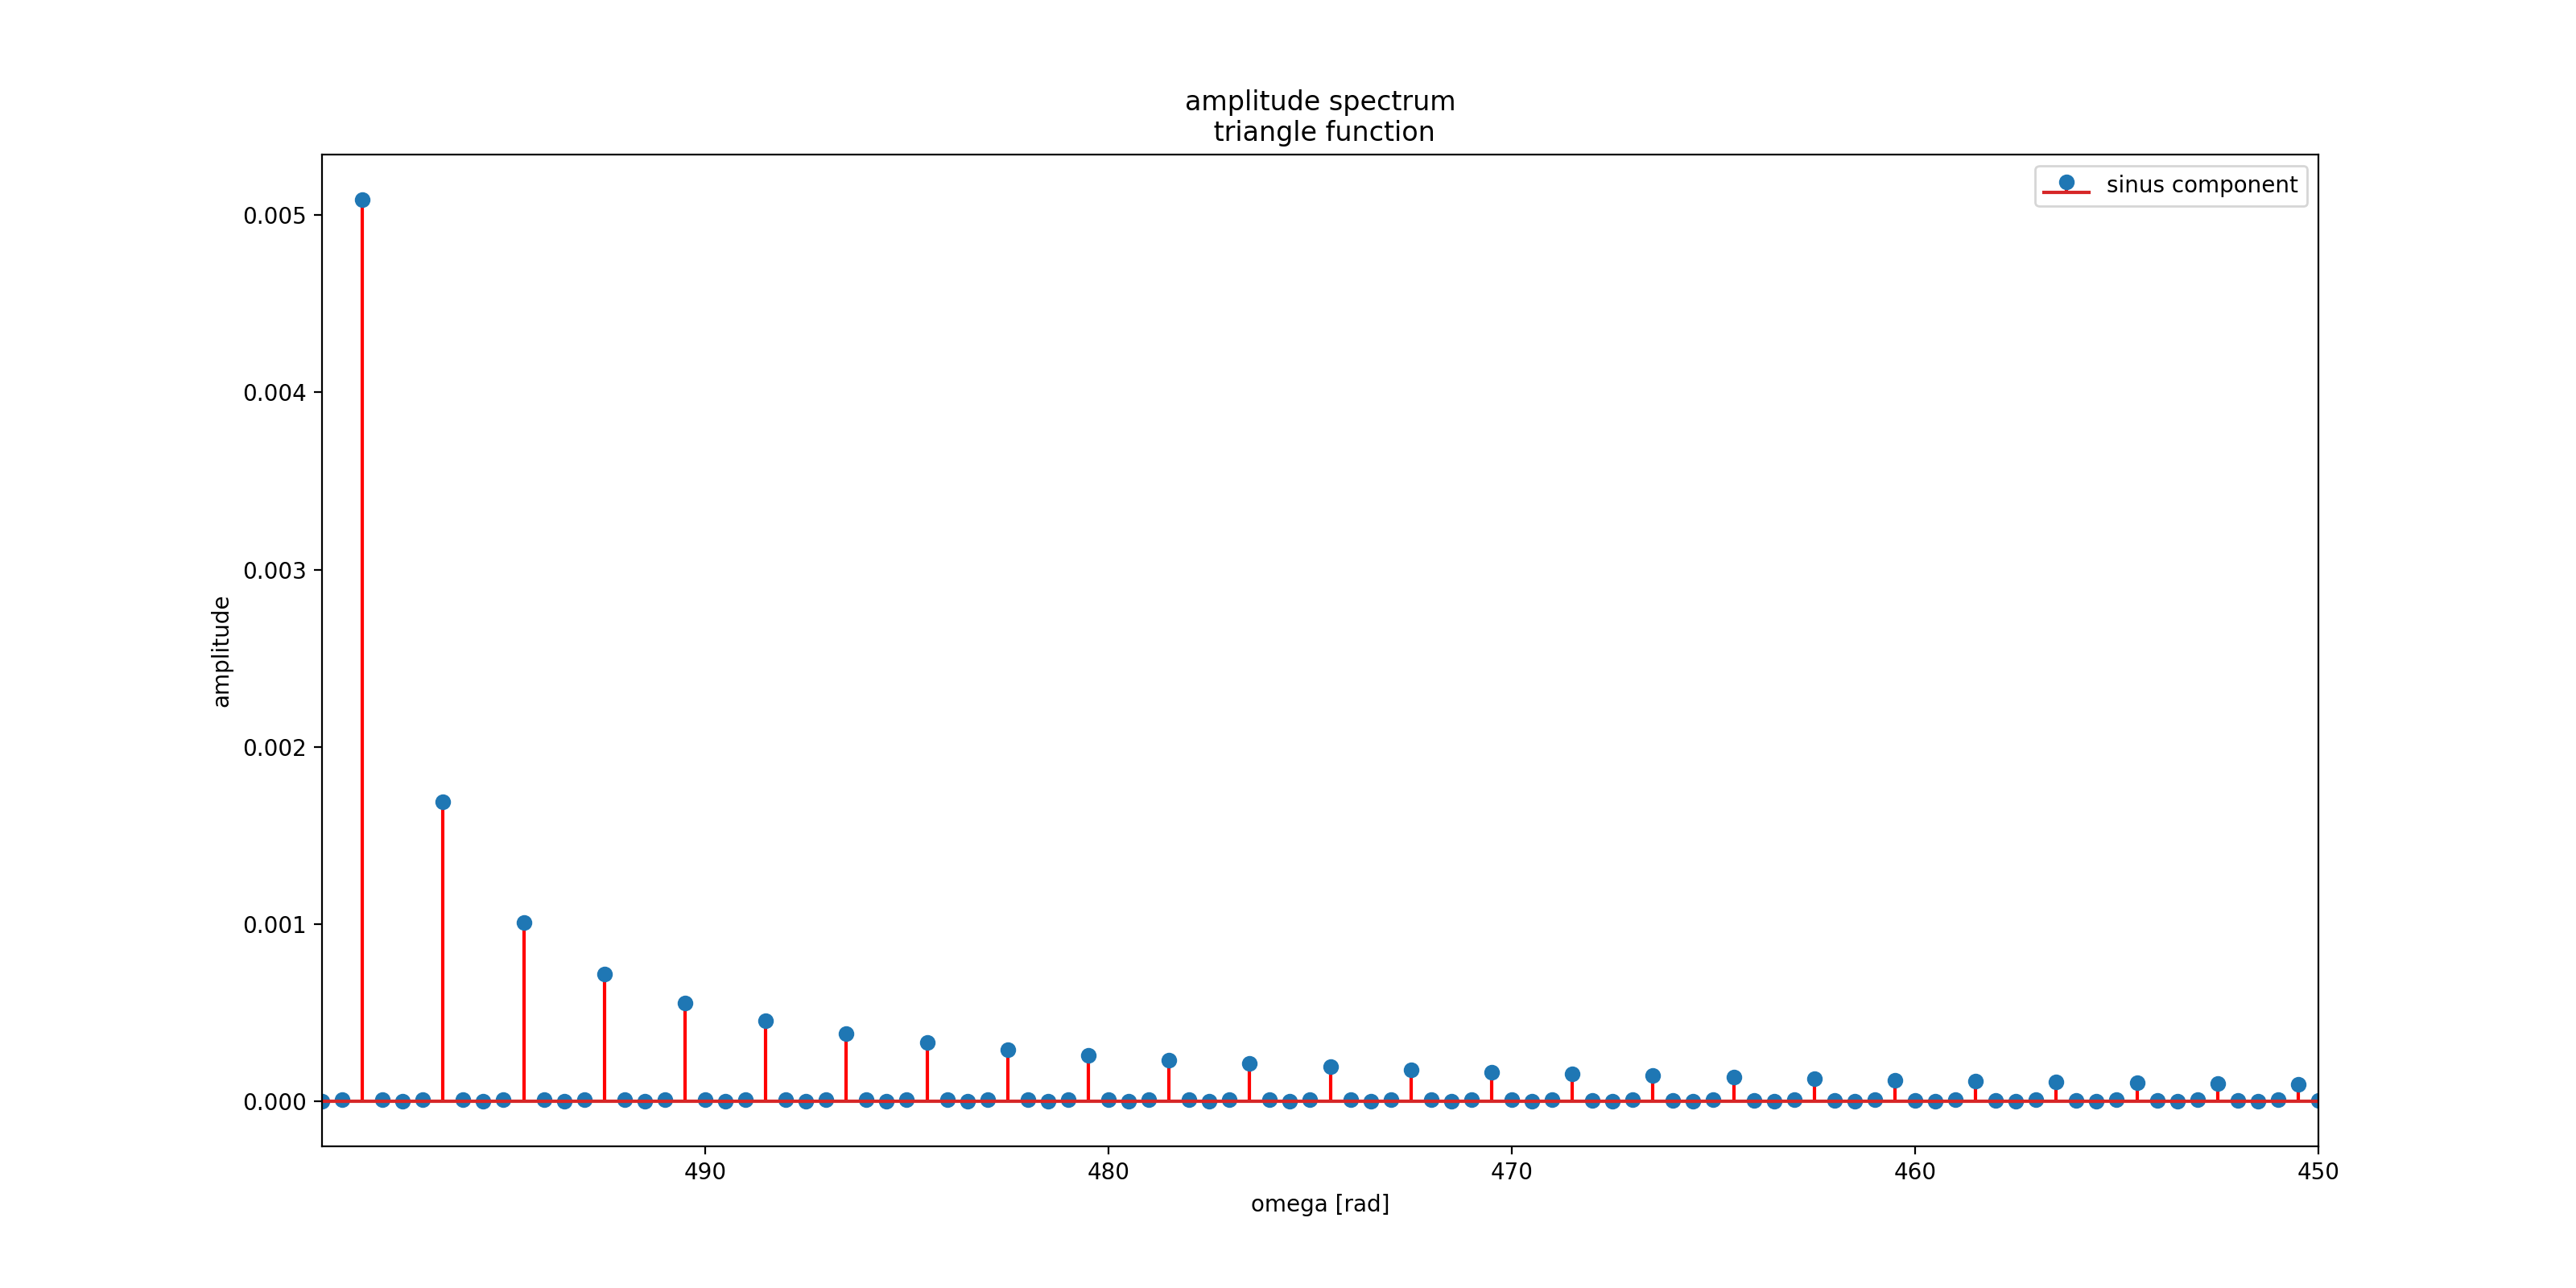 amplitude spectrum
triangle function
sinus component
0.005
0.004
0.003
0.002
0.001
0.000
amplitude
490
480
470
460
450
omega [rad]